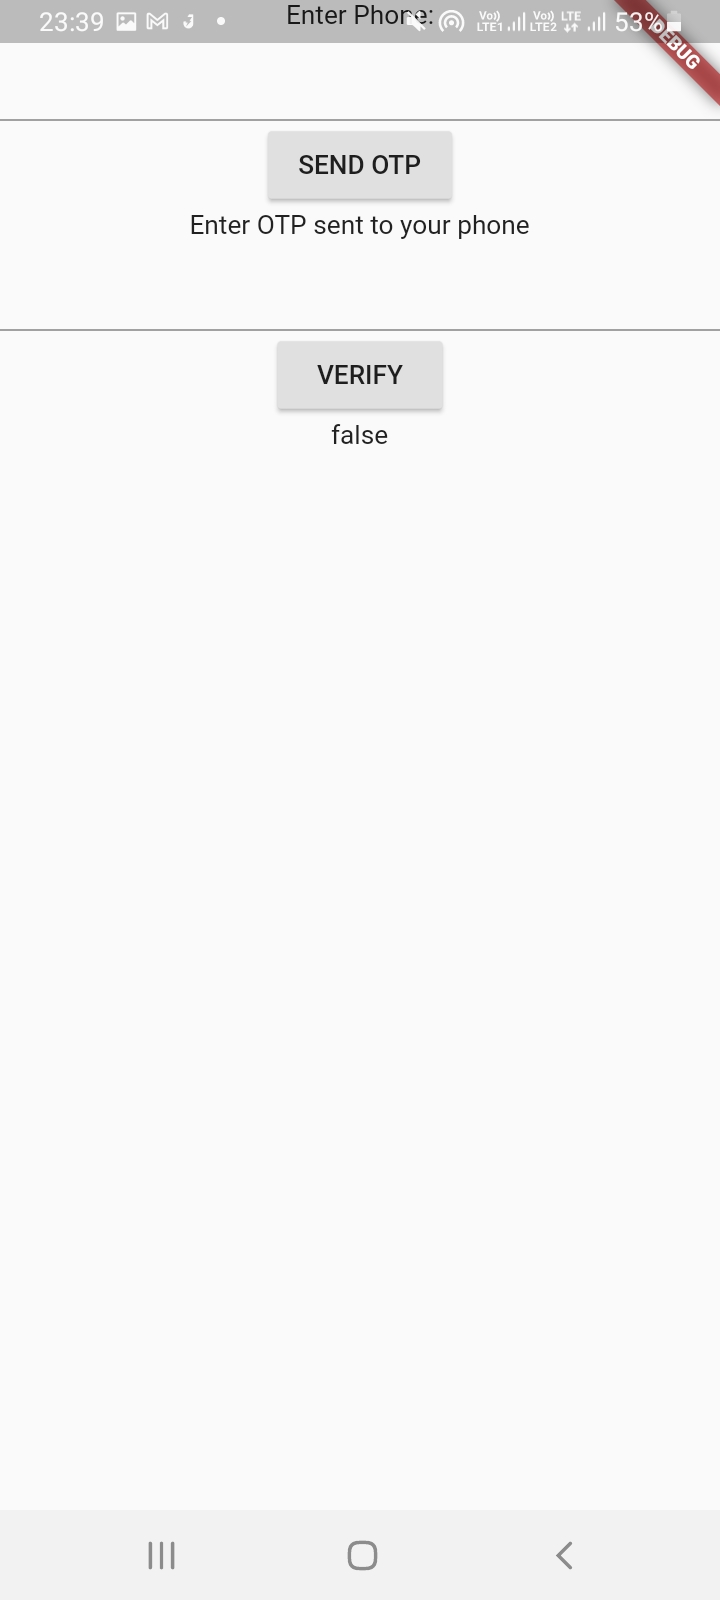 23:39 Enter Phone: Vo)) LTE1 Vo)) LTE2 LTE 53%
DEBUG
SEND OTP
Enter OTP sent to your phone
VERIFY
false